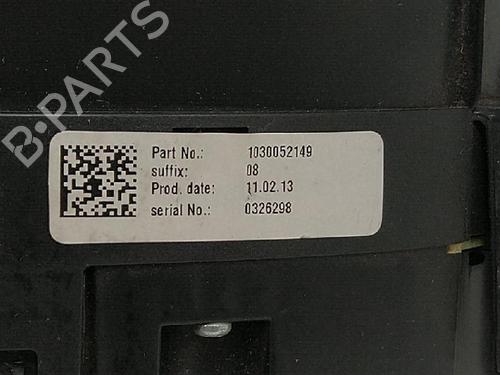 B-PARTS
Part No.: 1030052149
suffix: 08
Prod. date: 11.02.13
serial No.: 0326298